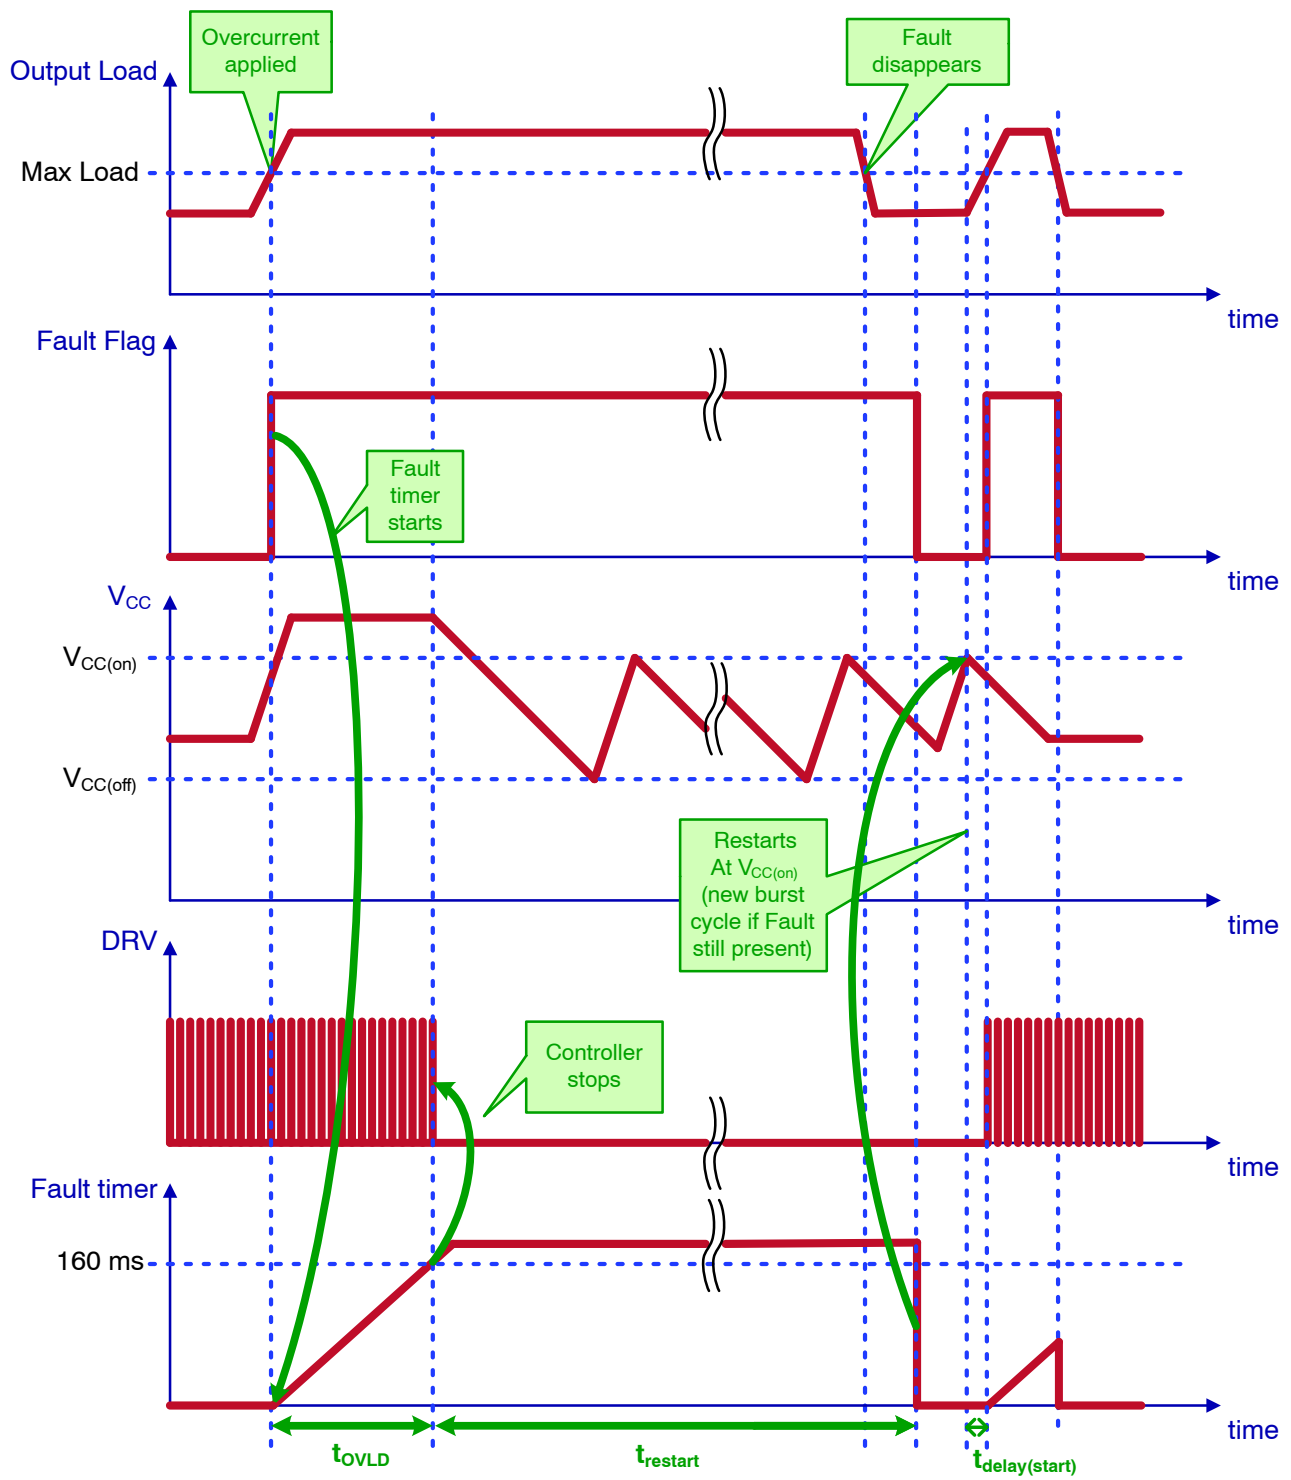 Overcurrent
applied
Fault
disappears
Output Load
Max Load
time
Fault Flag
Fault
timer
starts
time
VCC
VCC(on)
VCC(off)
Restarts
At VCC(on)
(new burst
cycle if Fault
still present)
time
DRV
Controller
stops
time
Fault timer
160 ms
time
tOVLD
trestart
tdelay(start)